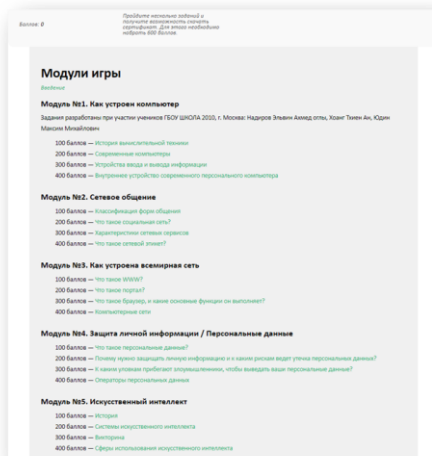 Баллов: 0
Пройдите несколько заданий и
получите возможность скачать
сертификат. Для этого необходимо
набрать 600 баллов.
Модули игры
Введение
Модуль №1. Как устроен компьютер
Задания разработаны при участии учеников ГБОУ ШКОЛА 2010, г. Москва: Надиров Эльвин Ахмед оглы, Хоанг Тхиен Ан, Юдин
Максим Михайлович
100 баллов — История вычислительной техники
200 баллов — Современные компьютеры
300 баллов — Устройства ввода и вывода информации
400 баллов — Внутреннее устройство современного персонального компьютера
Модуль №2. Сетевое общение
100 баллов — Классификация форм общения
200 баллов — Что такое социальная сеть?
300 баллов — Характеристики сетевых сервисов
400 баллов — Что такое сетевой этикет?
Модуль №3. Как устроена всемирная сеть
100 баллов — Что такое WWW?
200 баллов — Что такое портал?
300 баллов — Что такое браузер, и какие основные функции он выполняет?
400 баллов — Компьютерные сети
Модуль №4. Защита личной информации / Персональные данные
100 баллов — Что такое персональные данные?
200 баллов — Почему нужно защищать личную информацию и к каким рискам ведет утечка персональных данных?
300 баллов — К каким уловкам прибегают злоумышленники, чтобы выведать ваши персональные данные?
400 баллов — Операторы персональных данных
Модуль №5. Искусственный интеллект
100 баллов — История
200 баллов — Системы искусственного интеллекта
300 баллов — Викторина
400 баллов — Сферы использования искусственного интеллекта